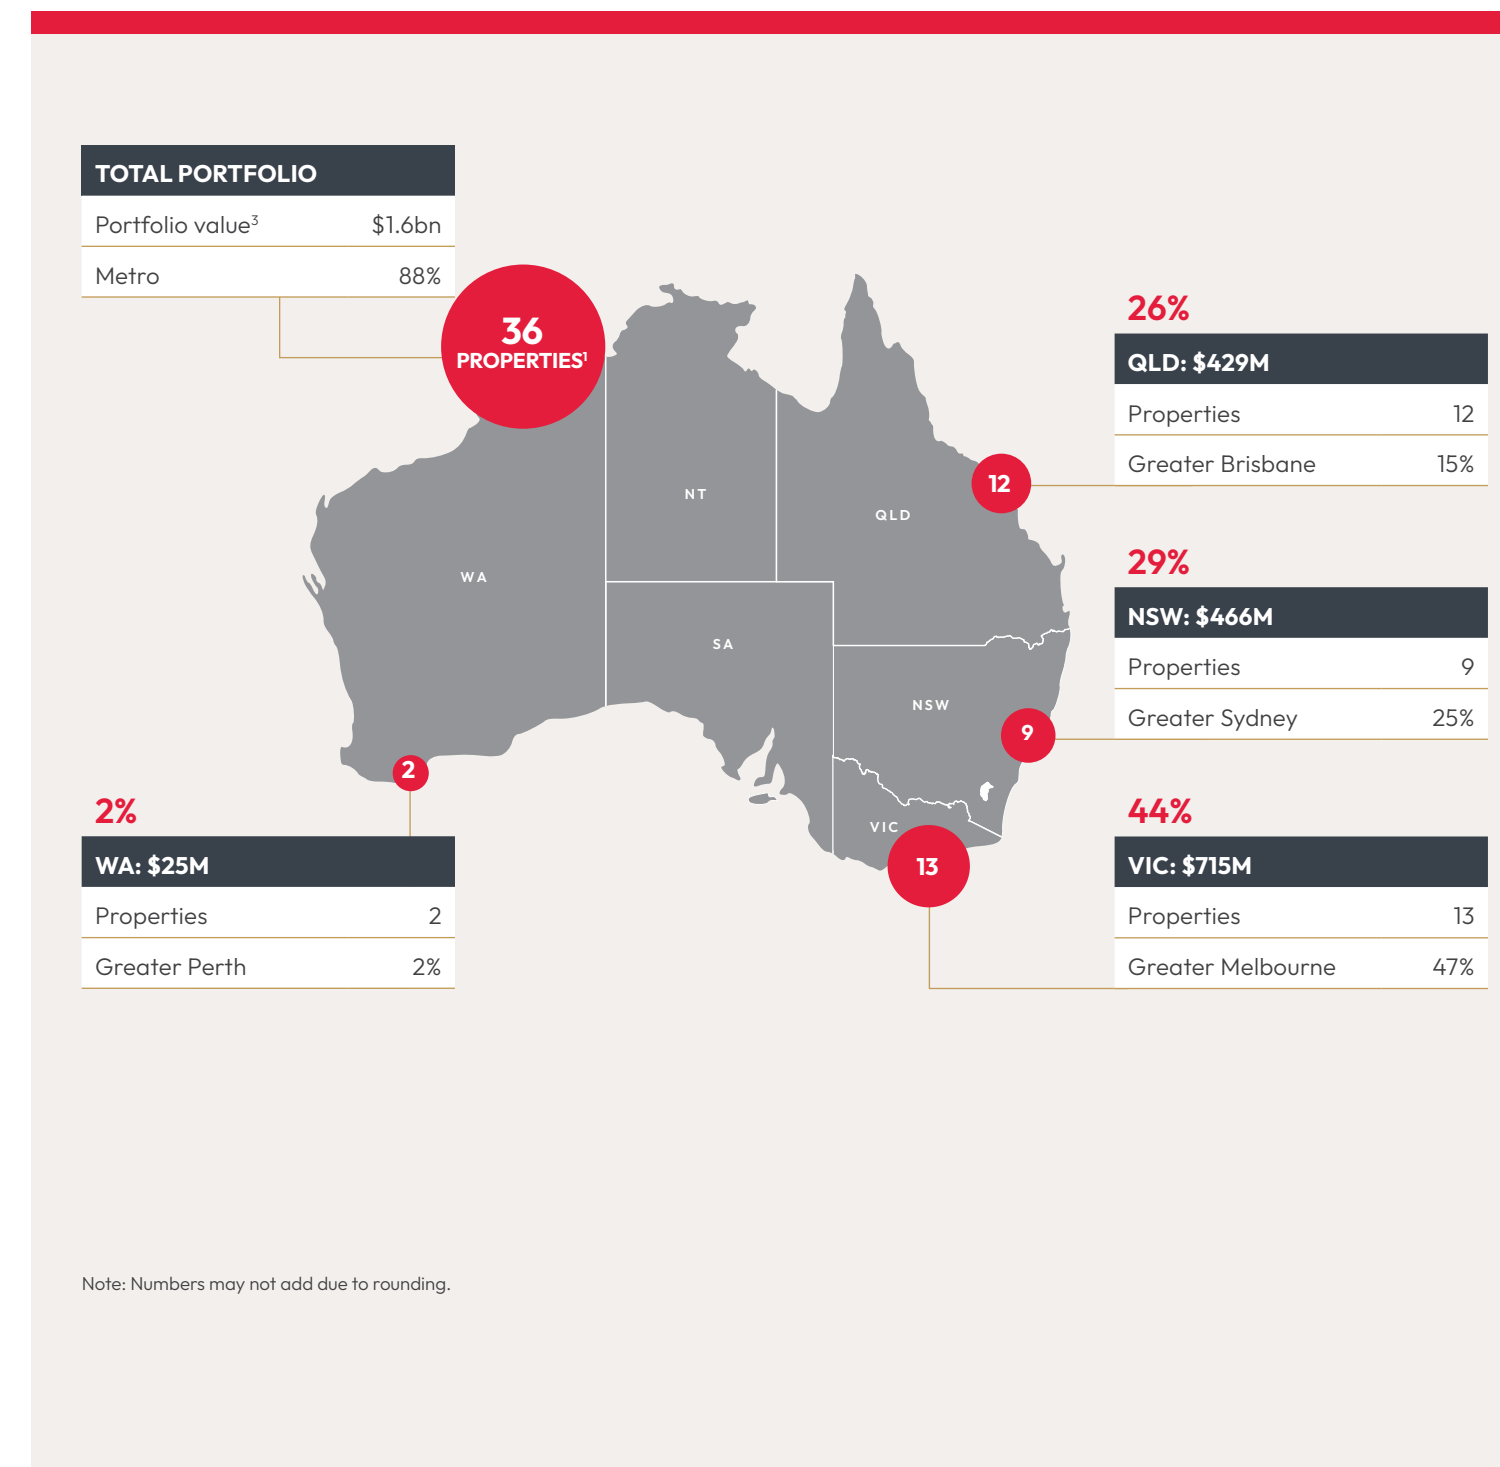 TOTAL PORTFOLIO
Portfolio value³ $1.6bn
Metro 88%
36
PROPERTIES¹
26%
QLD: $429M
Properties 12
Greater Brisbane 15%
12
NT
QLD
WA
SA
NSW
VIC
29%
NSW: $466M
Properties 9
Greater Sydney 25%
9
2
2%
WA: $25M
Properties 2
Greater Perth 2%
13
44%
VIC: $715M
Properties 13
Greater Melbourne 47%
Note: Numbers may not add due to rounding.